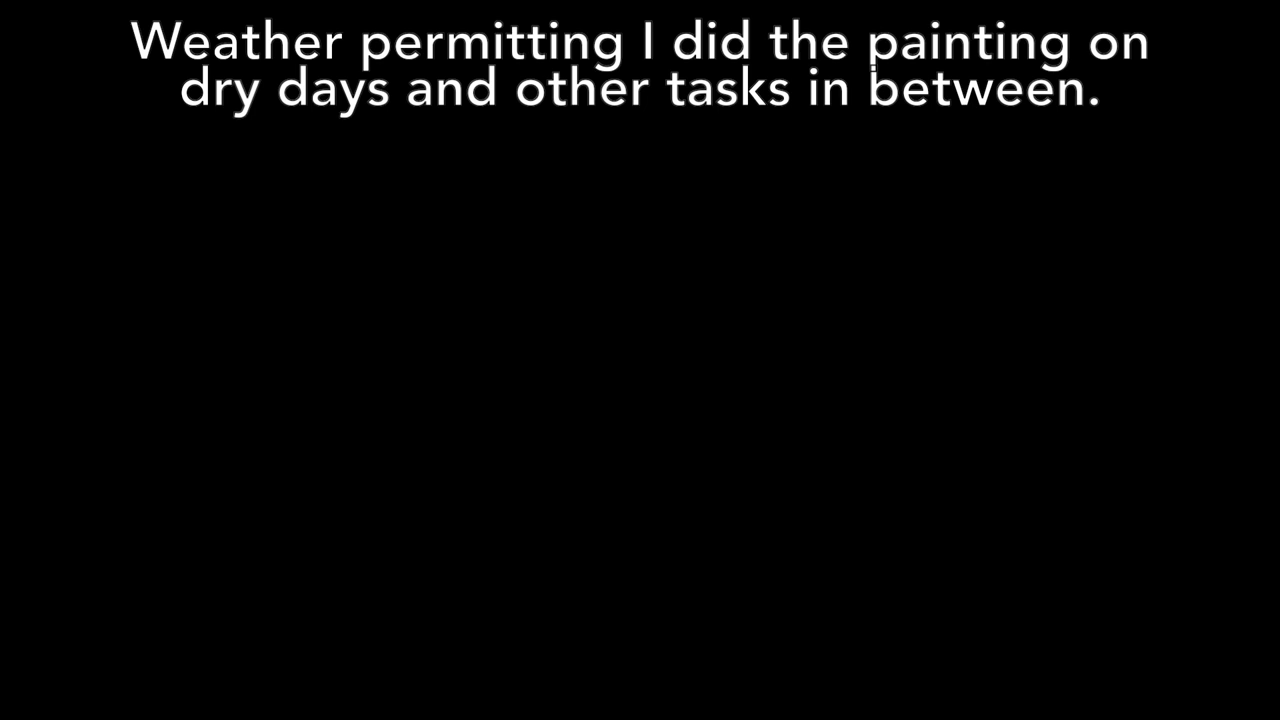 Weather permitting I did the painting on
dry days and other tasks in between.